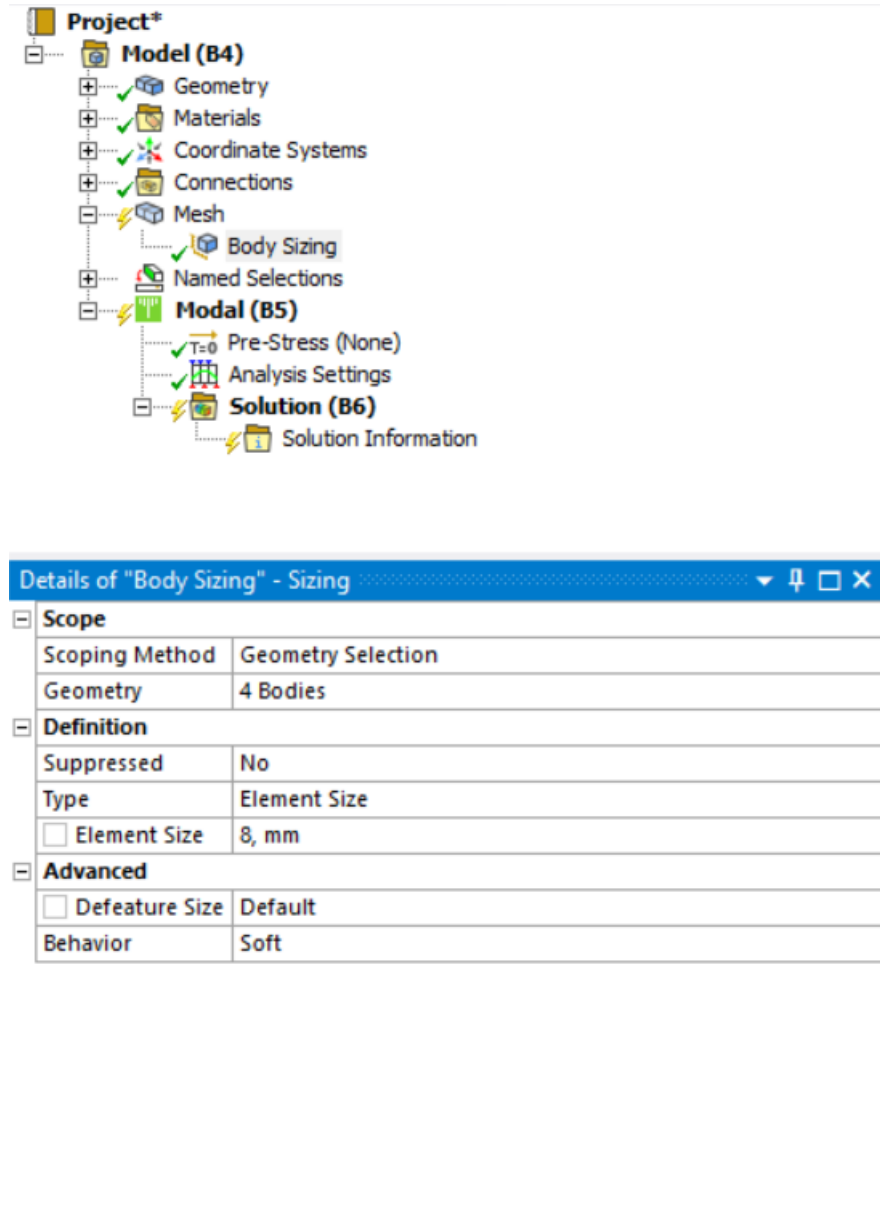 Project*
Model (B4)
Geometry
Materials
Coordinate Systems
Connections
Mesh
Body Sizing
Named Selections
Modal (B5)
T=0 Pre-Stress (None)
Analysis Settings
Solution (B6)
Solution Information
Details of "Body Sizing" - Sizing
Scope
Scoping Method Geometry Selection
Geometry 4 Bodies
Definition
Suppressed No
Type Element Size
Element Size 8, mm
Advanced
Defeature Size Default
Behavior Soft